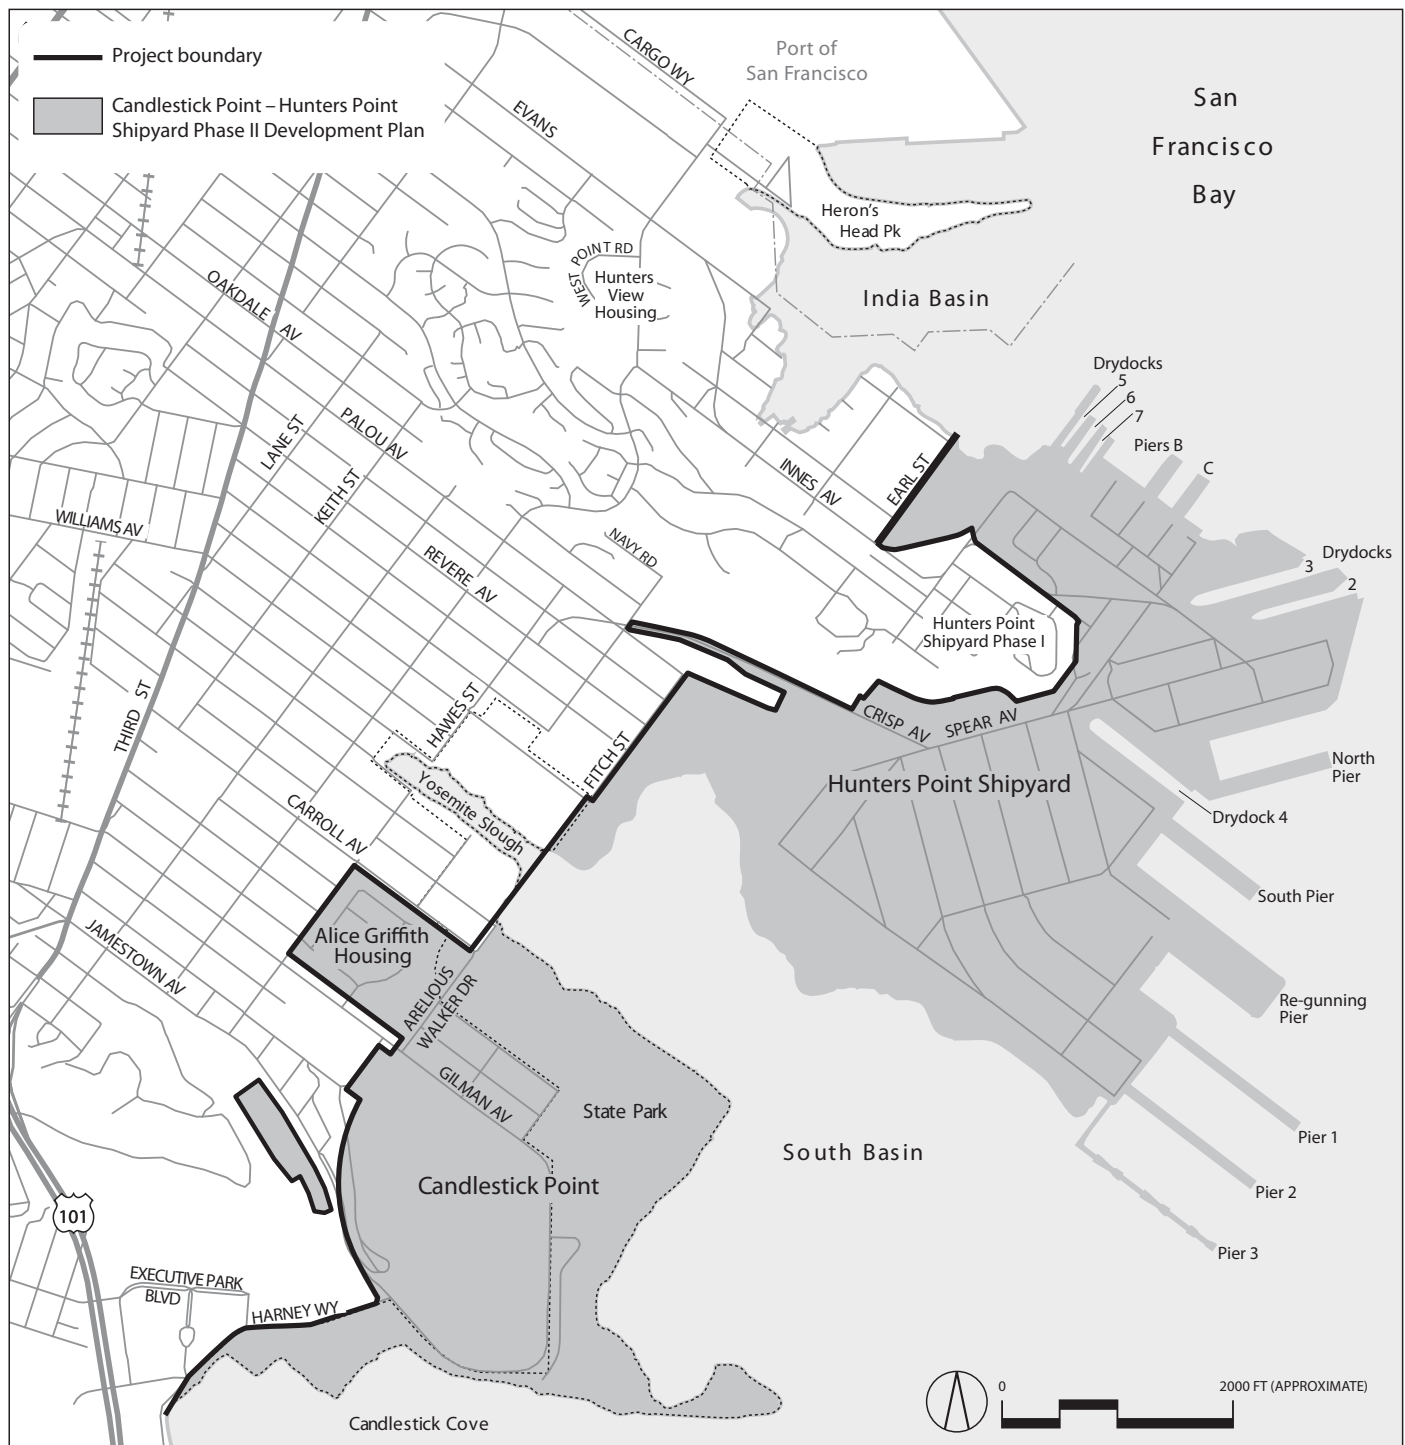 Project boundary
Candlestick Point – Hunters Point
Shipyard Phase II Development Plan
CARGO WY
Port of
San Francisco
San
Francisco
Bay
EVANS
Heron's
Head Pk
WEST POINT RD
Hunters
View
Housing
India Basin
OAKDALE AV
Drydocks
5
6
7
Piers B
C
LANE ST
PALOU AV
KEITH ST
INNES AV
EARL ST
WILLIAMS AV
REVERE AV
NAVY RD
Drydocks
3
2
Hunters Point
Shipyard Phase I
THIRD ST
HAWES ST
FITCH ST
CRISP AV
SPEAR AV
North
Pier
Hunters Point Shipyard
Yosemite Slough
Drydock 4
CARROLL AV
South Pier
JAMESTOWN AV
Alice Griffith
Housing
ARELIOUS
WALKER DR
Re-gunning
Pier
GILMAN AV
State Park
Pier 1
South Basin
Candlestick Point
Pier 2
101
Pier 3
EXECUTIVE PARK
BLVD
HARNEY WY
Candlestick Cove
0
2000 FT (APPROXIMATE)